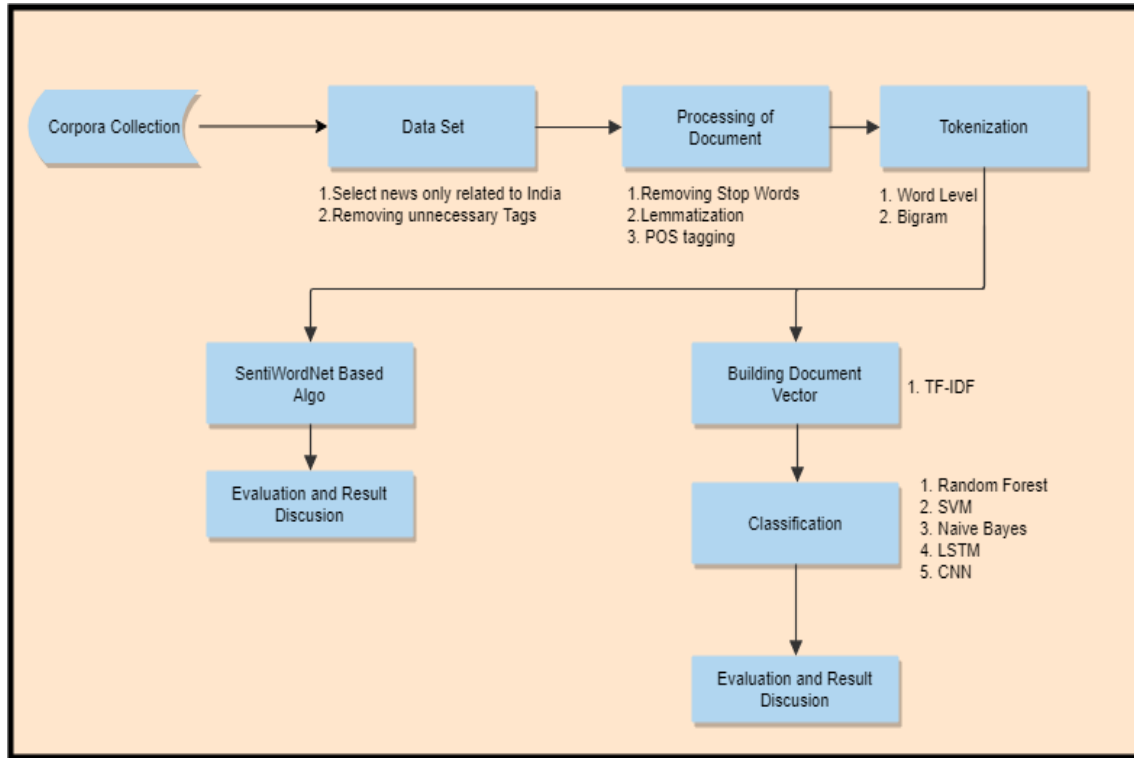 Corpora Collection
Data Set
Processing of
Document
Tokenization
1.Select news only related to India
2.Removing unnecessary Tags
1.Removing Stop Words
2.Lemmatization
3. POS tagging
1. Word Level
2. Bigram
SentiWordNet Based
Algo
Building Document
Vector
1. TF-IDF
Evaluation and Result
Discusion
Classification
1. Random Forest
2. SVM
3. Naive Bayes
4. LSTM
5. CNN
Evaluation and Result
Discusion